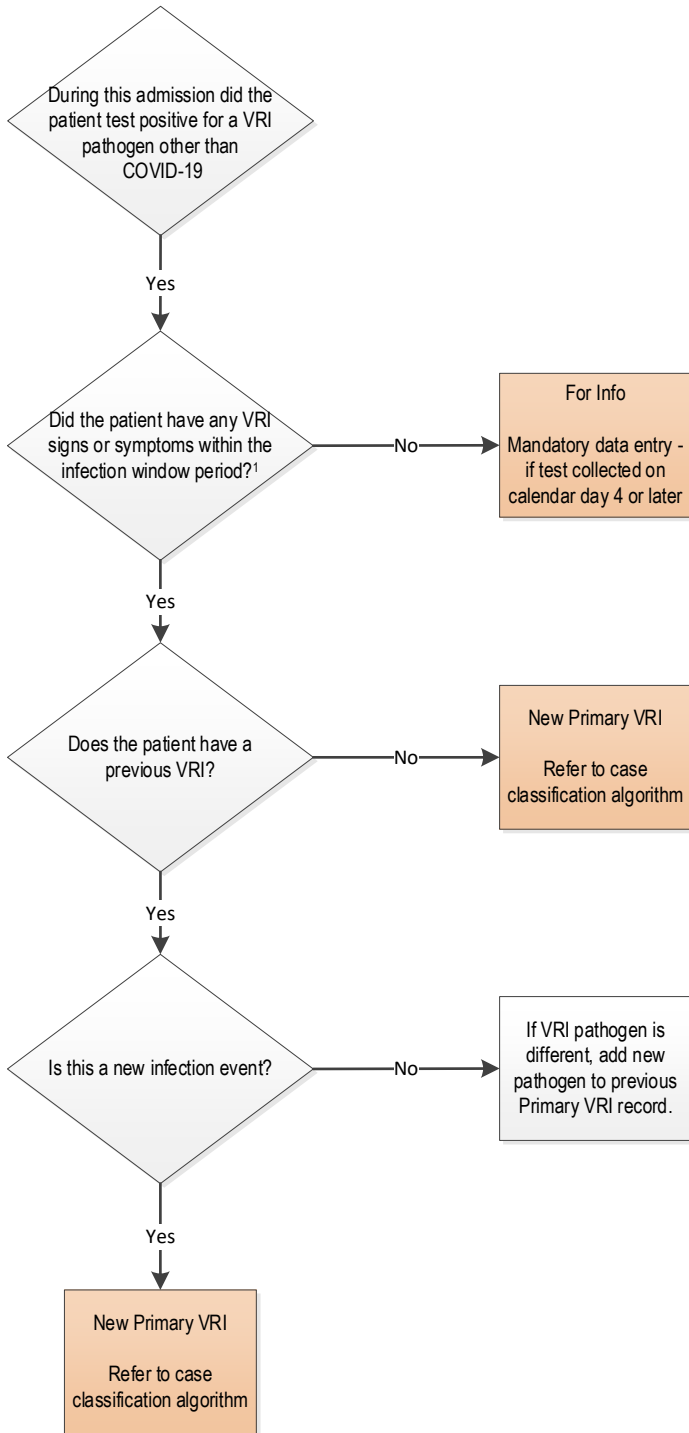 During this admission did the
patient test positive for a VRI
pathogen other than
COVID-19
Yes
Did the patient have any VRI
signs or symptoms within the
infection window period?¹
No
For Info
Mandatory data entry -
if test collected on
calendar day 4 or later
Yes
Does the patient have a
previous VRI?
No
New Primary VRI
Refer to case
classification algorithm
Yes
Is this a new infection event?
No
If VRI pathogen is
different, add new
pathogen to previous
Primary VRI record.
Yes
New Primary VRI
Refer to case
classification algorithm